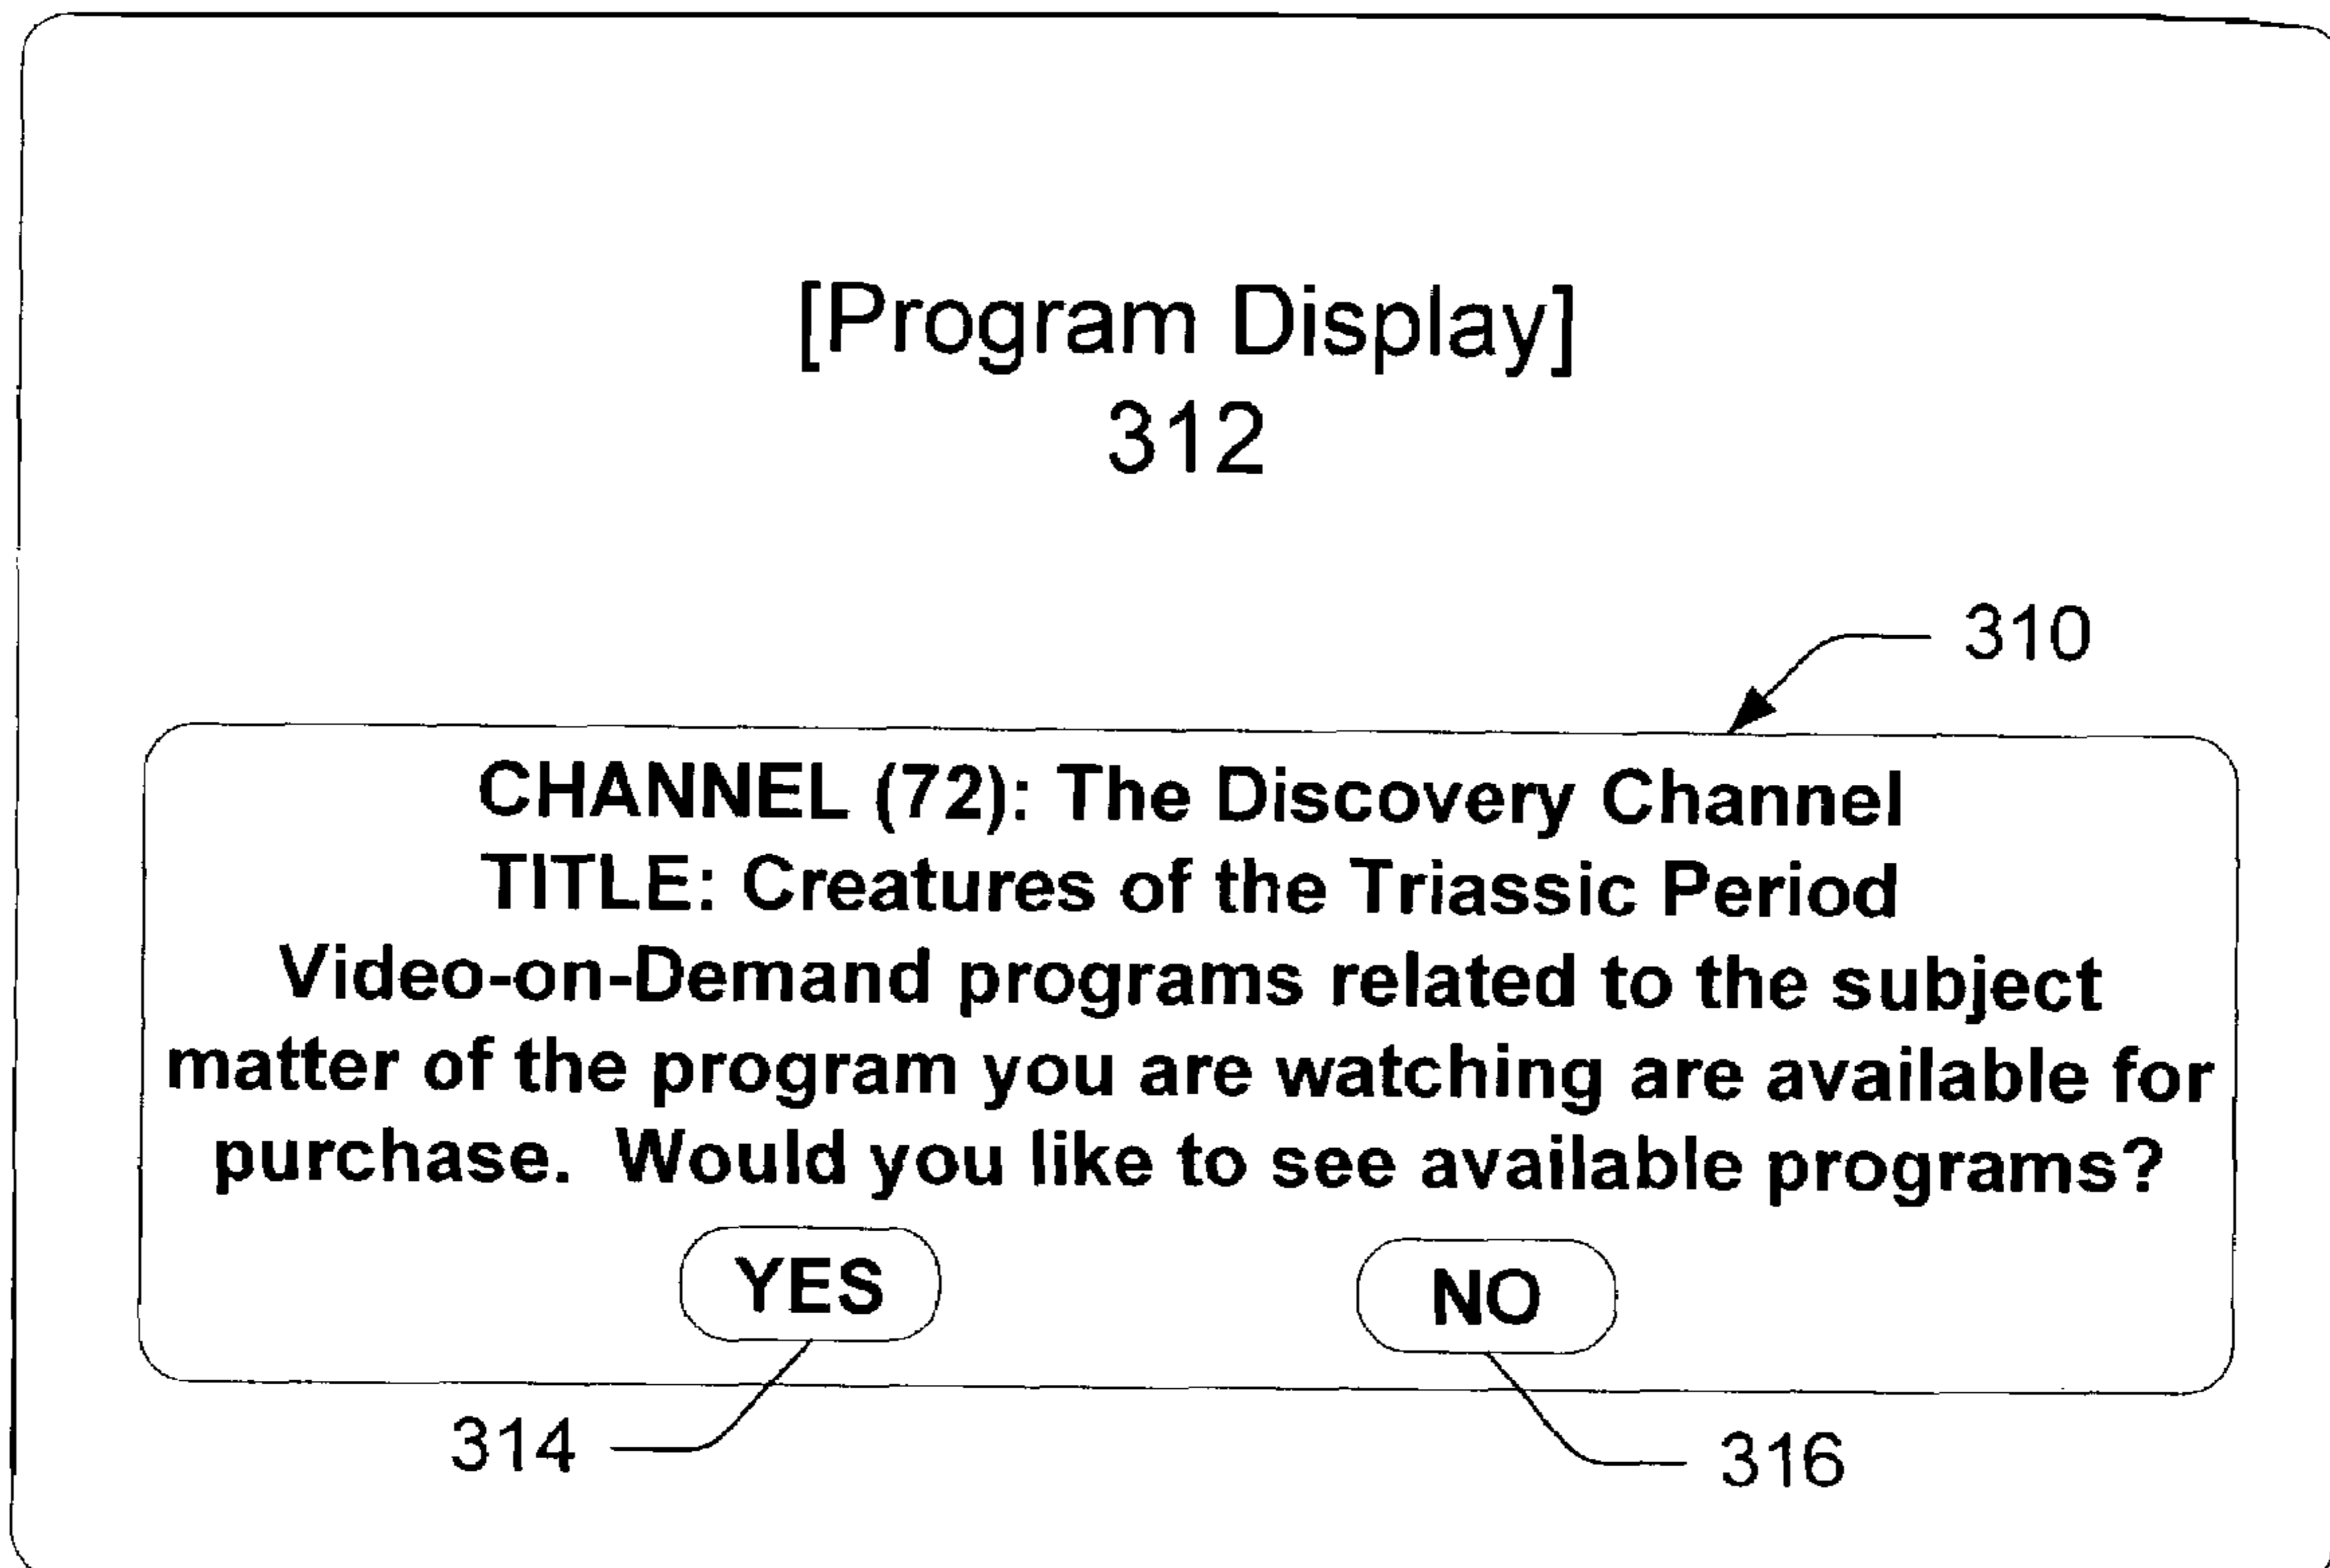 [Program Display]
312
310
CHANNEL (72): The Discovery Channel
TITLE: Creatures of the Triassic Period
Video-on-Demand programs related to the subject
matter of the program you are watching are available for
purchase.  Would you like to see available programs?
YES
NO
314
316